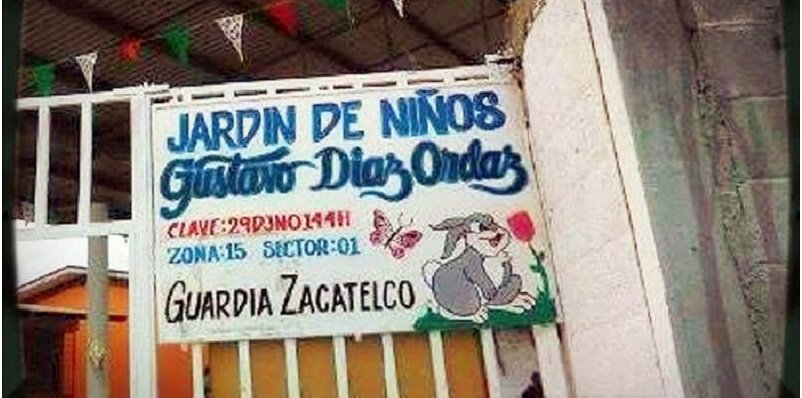 JARDIN DE NIÑOS
Gustavo Diaz Ordaz
CLAVE:29DJN0144H
ZONA:15 SECTOR:01
GUARDIA ZACATELCO